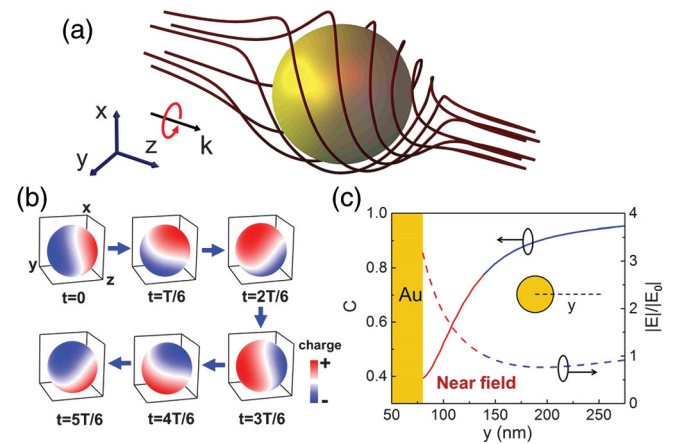 (a)
x
y
z
k
(b)
x
y
z
t=0
t=T/6
t=2T/6
t=5T/6
t=4T/6
t=3T/6
charge
+
-
(c)
1.0
0.8
0.6
0.4
C
4
3
2
1
0
|E|/|E0|
Au
y
Near field
50
100
150
200
250
y (nm)